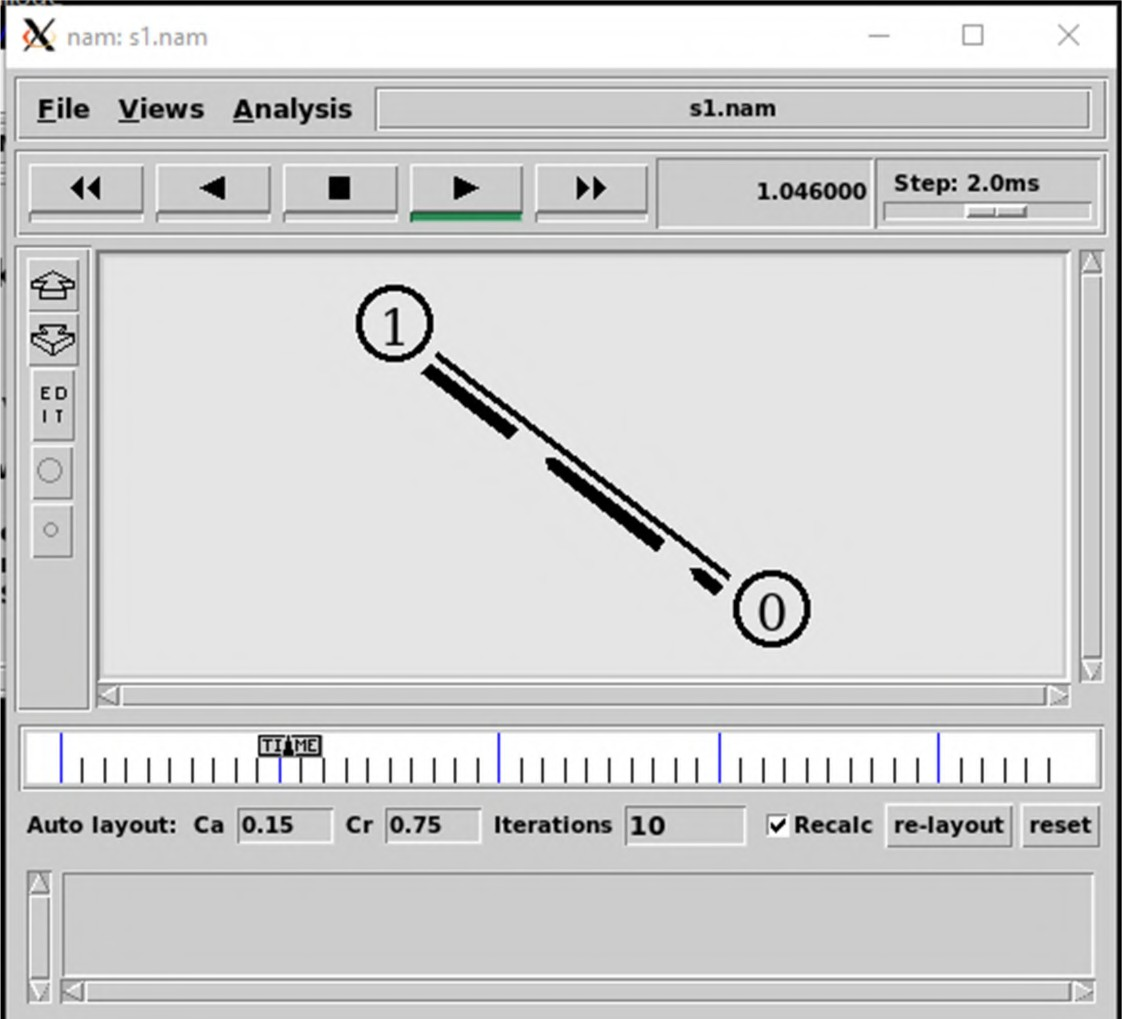 nam: s1.nam
File Views Analysis s1.nam
1.046000 Step: 2.0ms
1
ED
IT
0
TIME
Auto layout: Ca 0.15 Cr 0.75 Iterations 10 Recalc re-layout reset